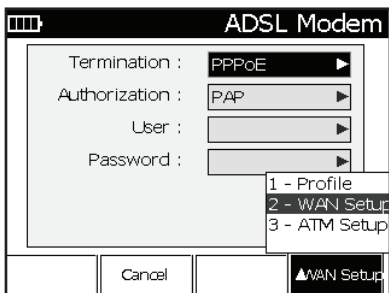 ADSL Modem
Termination : PPPoE
Authorization : PAP
User :
Password :
1 - Profile
2 - WAN Setup
3 - ATM Setup
Cancel
▲WAN Setup